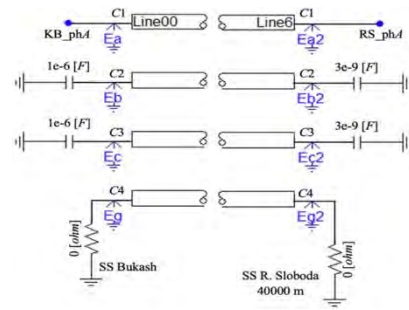 C1 Line00 Line6 C1
KB_phA Ea Ea2 RS_phA
1e-6 [F] C2 C2 3e-9 [F]
Eb Eb2
1e-6 [F] C3 C3 3e-9 [F]
Ec Ec2
C4 C4
Eg Eg2
0 [ohm] 0 [ohm]
SS Bukash
SS R. Sloboda
40000 m